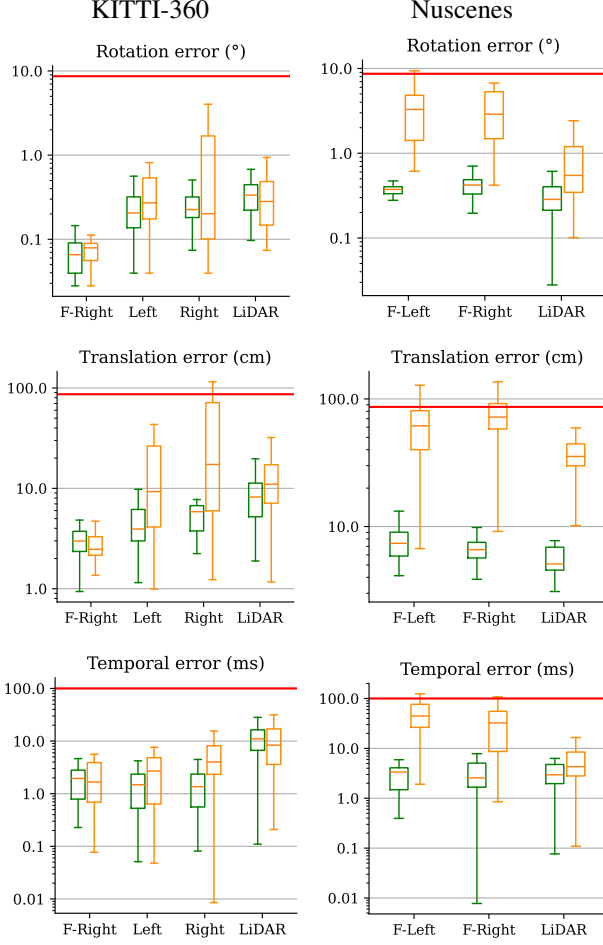 KITTI-360
Nuscenes
Rotation error (°)
10.0
1.0
0.1
F-Right Left Right LiDAR
Rotation error (°)
10.0
1.0
0.1
F-Left F-Right LiDAR
Translation error (cm)
100.0
10.0
1.0
F-Right Left Right LiDAR
Translation error (cm)
100.0
10.0
F-Left F-Right LiDAR
Temporal error (ms)
100.0
10.0
1.0
0.1
0.01
F-Right Left Right LiDAR
Temporal error (ms)
100.0
10.0
1.0
0.1
0.01
F-Left F-Right LiDAR